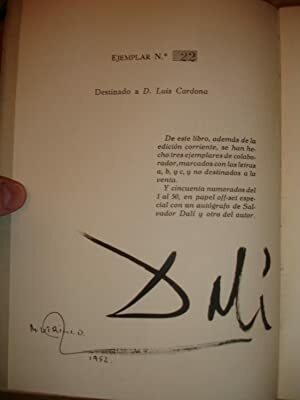 EJEMPLAR N.º 22
Destinado a D. Luis Cardona
De este libro, además de la
edición corriente, se han
hecho tres ejemplares de colabo-
rador, marcados con las letras
a, b, y c, y no destinados a la
venta.
Y cincuenta numerados del
1 al 50, en papel off-set espe-
cial con un autógrafo de Sal-
vador Dalí y otro del autor.
Dalí
1952.